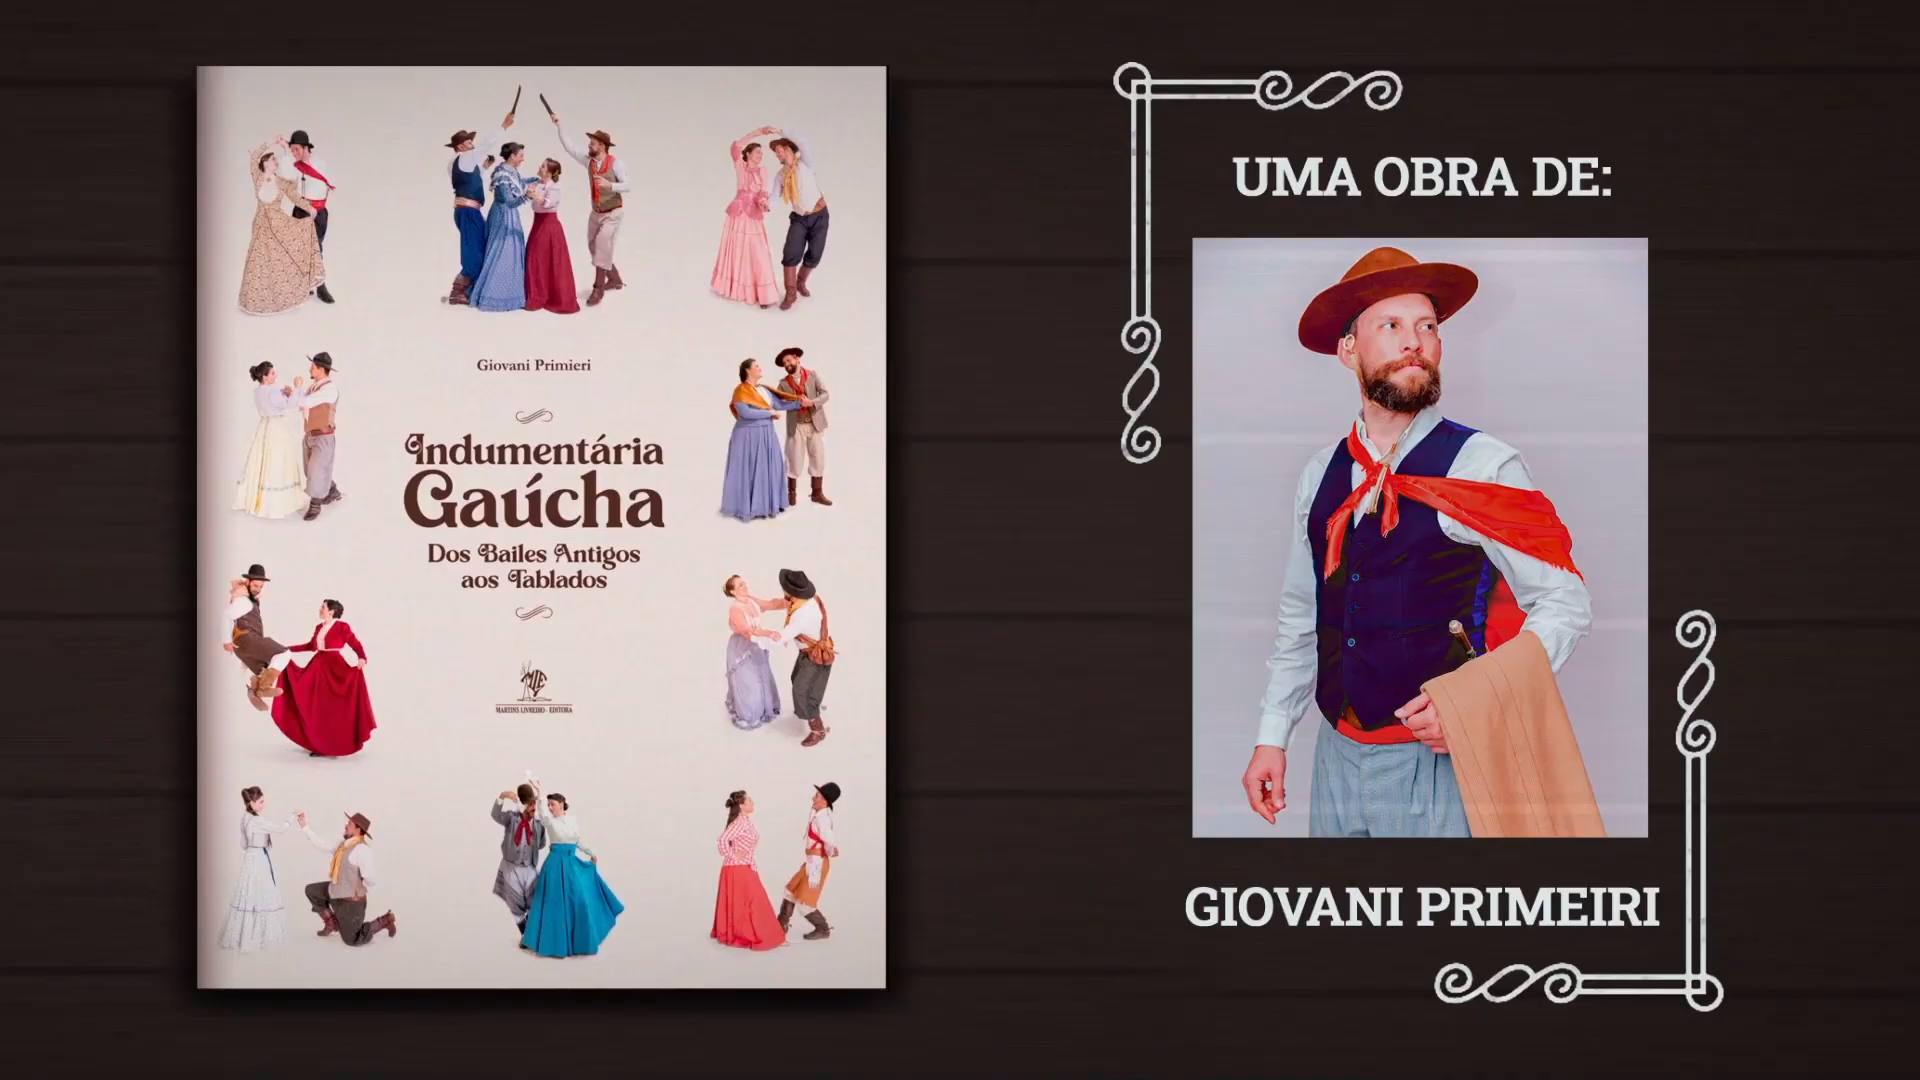 Giovani Primieri
Indumentária
Gaúcha
Dos Bailes Antigos
aos Tablados
MARTINS LIVREIRO - EDITORA
UMA OBRA DE:
GIOVANI PRIMEIRI